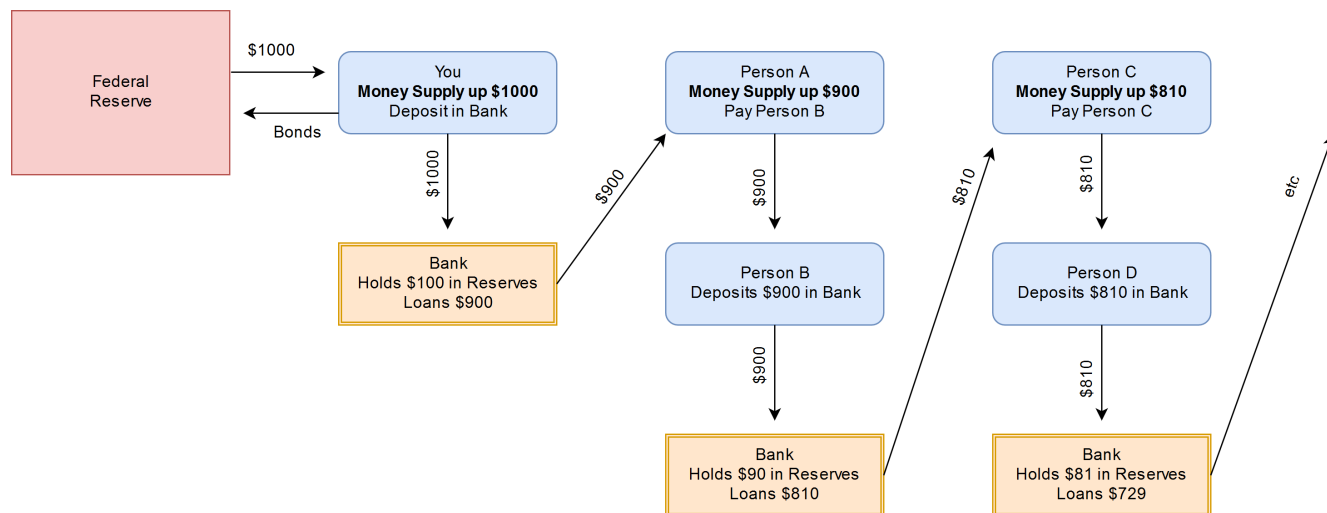 Federal
Reserve
$1000
Bonds
You
Money Supply up $1000
Deposit in Bank
$1000
Bank
Holds $100 in Reserves
Loans $900
$900
Person A
Money Supply up $900
Pay Person B
$900
Person B
Deposits $900 in Bank
$900
Bank
Holds $90 in Reserves
Loans $810
$810
Person C
Money Supply up $810
Pay Person C
$810
Person D
Deposits $810 in Bank
$810
Bank
Holds $81 in Reserves
Loans $729
etc